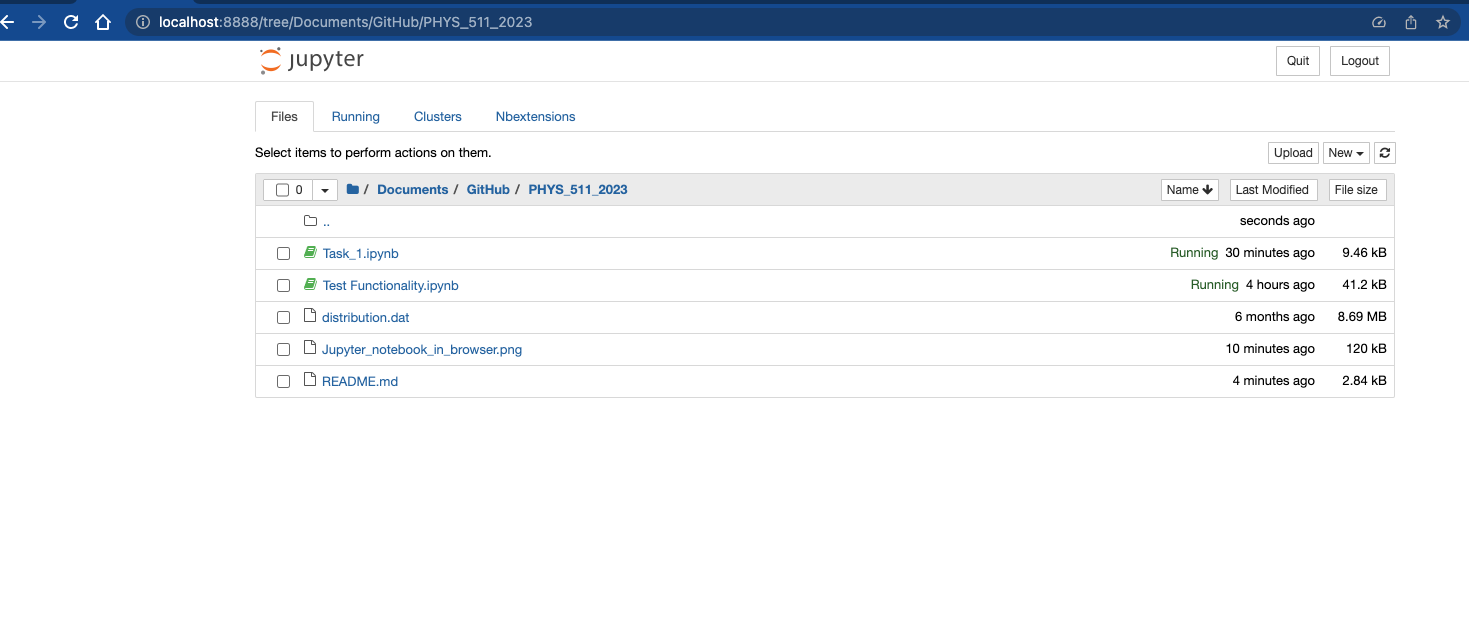 localhost:8888/tree/Documents/GitHub/PHYS_511_2023
jupyter
Quit Logout
Files Running Clusters Nbextensions
Select items to perform actions on them.
Upload New
0 / Documents / GitHub / PHYS_511_2023 Name Last Modified File size
.. seconds ago
Task_1.ipynb Running 30 minutes ago 9.46 kB
Test Functionality.ipynb Running 4 hours ago 41.2 kB
distribution.dat 6 months ago 8.69 MB
Jupyter_notebook_in_browser.png 10 minutes ago 120 kB
README.md 4 minutes ago 2.84 kB